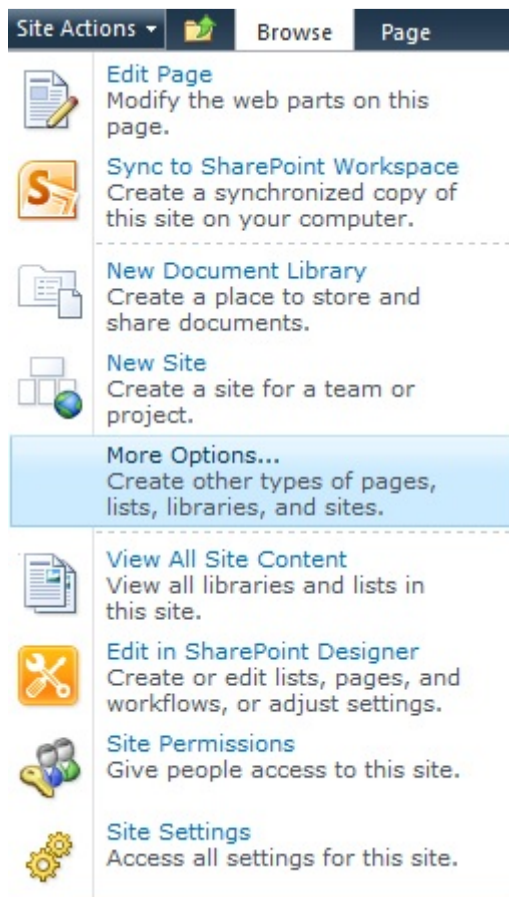 Site Actions Browse Page
Edit Page
Modify the web parts on this
page.
Sync to SharePoint Workspace
Create a synchronized copy of
this site on your computer.
New Document Library
Create a place to store and
share documents.
New Site
Create a site for a team or
project.
More Options...
Create other types of pages,
lists, libraries, and sites.
View All Site Content
View all libraries and lists in
this site.
Edit in SharePoint Designer
Create or edit lists, pages, and
workflows, or adjust settings.
Site Permissions
Give people access to this site.
Site Settings
Access all settings for this site.